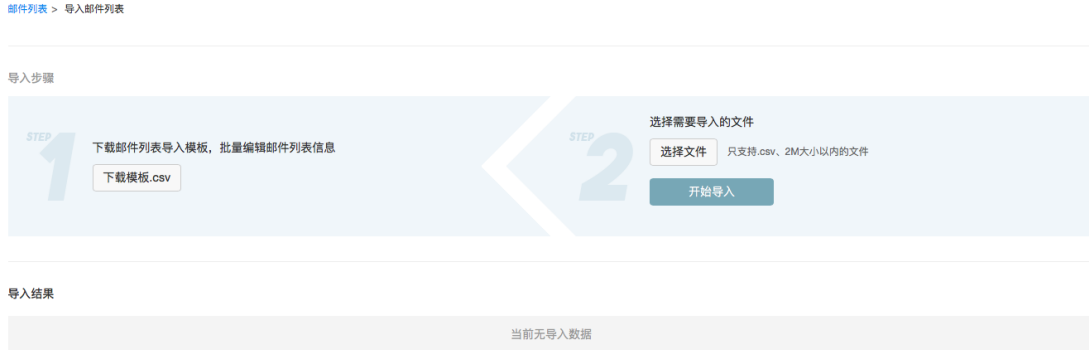 邮件列表 > 导入邮件列表
导入步骤
STEP 1
下载邮件列表导入模板，批量编辑邮件列表信息
下载模板.csv
STEP 2
选择需要导入的文件
选择文件 只支持.csv、2M大小以内的文件
开始导入
导入结果
当前无导入数据